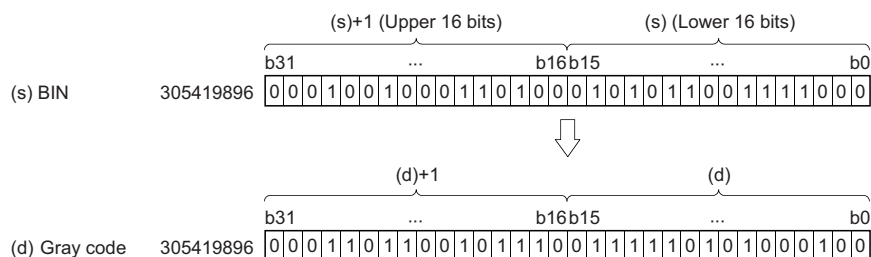 (s)+1 (Upper 16 bits) (s) (Lower 16 bits)
b31 ... b16 b15 ... b0
(s) BIN 305419896 0 0 0 1 0 0 1 0 0 0 1 1 0 1 0 0 0 1 0 1 0 1 1 0 0 1 1 1 1 0 0 0
(d)+1 (d)
b31 ... b16 b15 ... b0
(d) Gray code 305419896 0 0 0 1 1 0 1 1 0 0 1 0 1 1 1 0 0 1 1 1 1 1 0 1 0 1 0 0 0 1 0 0